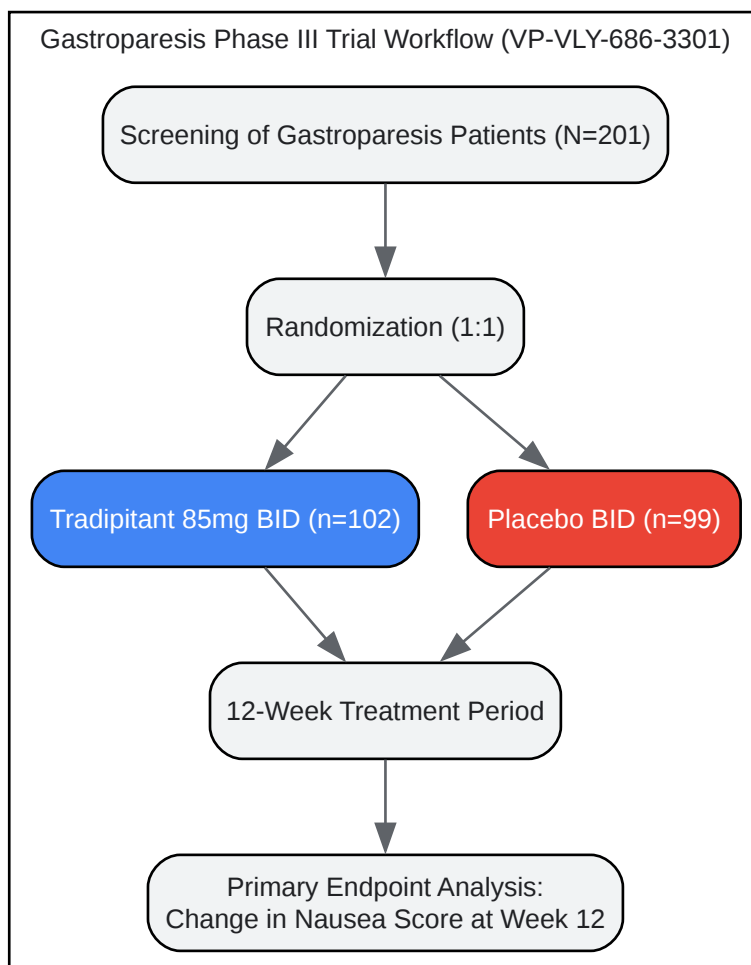 Gastroparesis Phase III Trial Workflow (VP-VLY-686-3301)
Screening of Gastroparesis Patients (N=201)
Randomization (1:1)
Tradipitant 85mg BID (n=102)
Placebo BID (n=99)
12-Week Treatment Period
Primary Endpoint Analysis:
Change in Nausea Score at Week 12